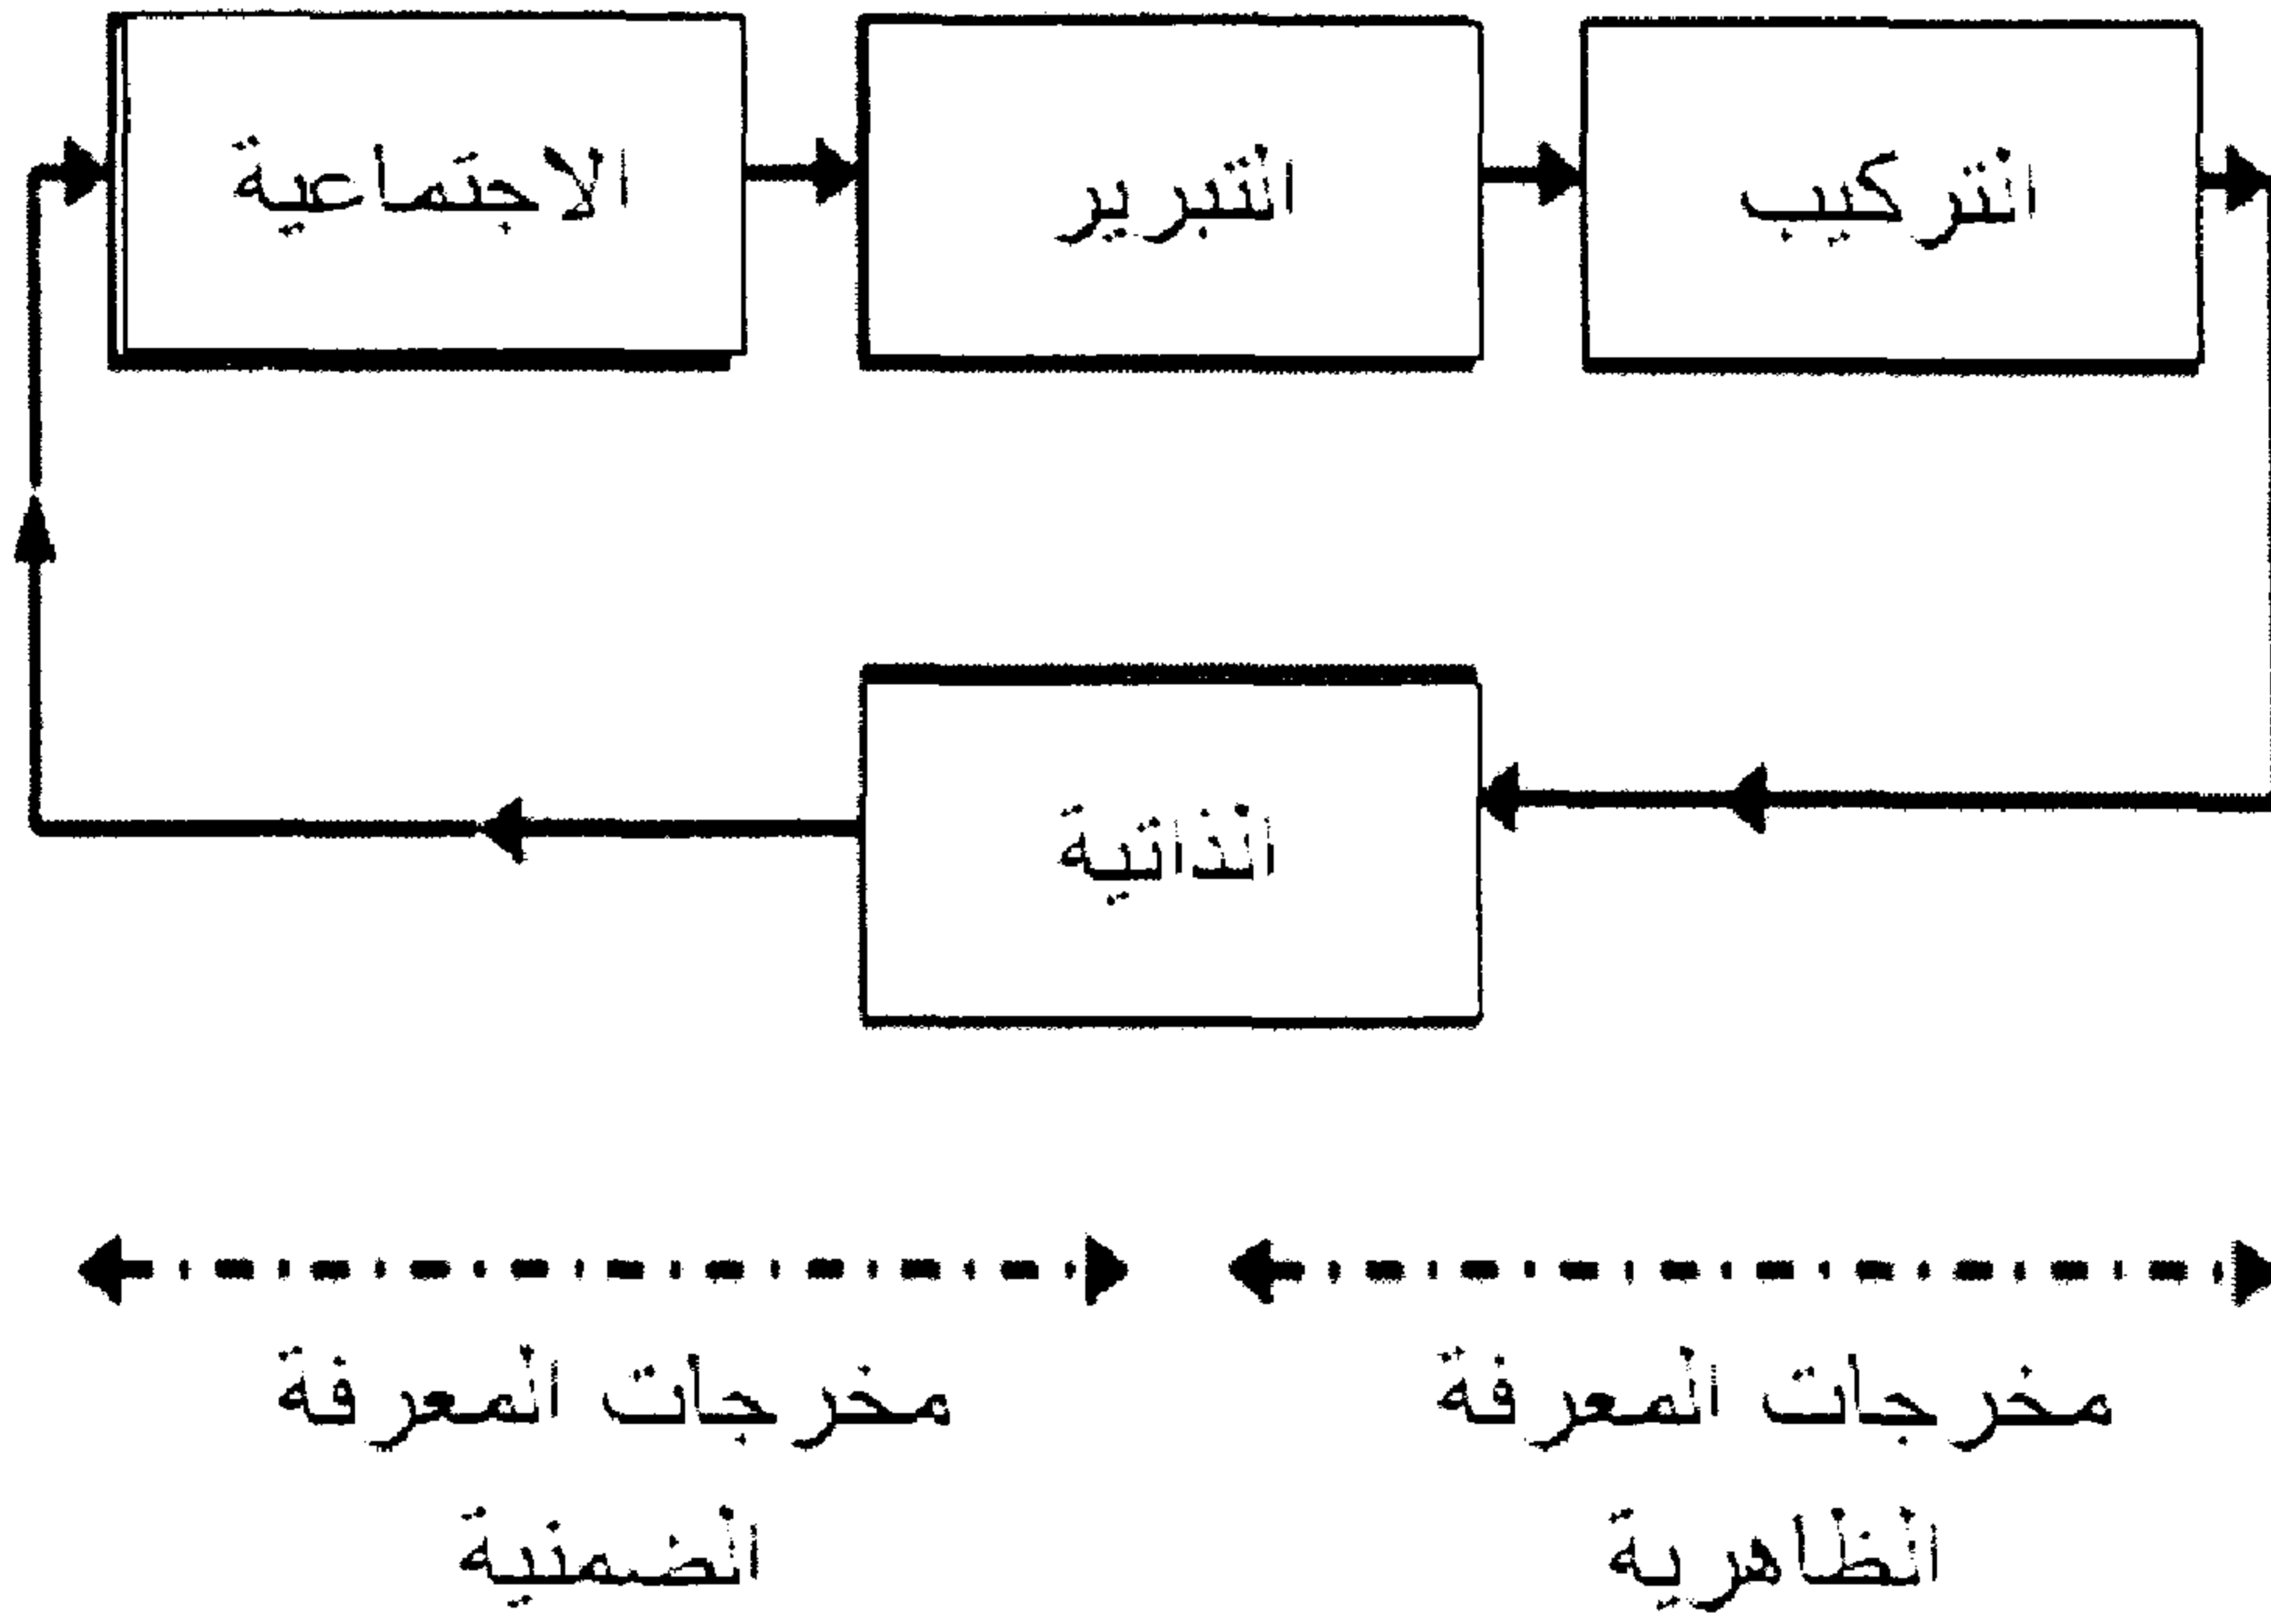 الاجتماعية
التبرير
التركيب
الذاتية
مخرجات المعرفة
الضمنية
مخرجات المعرفة
الظاهرية